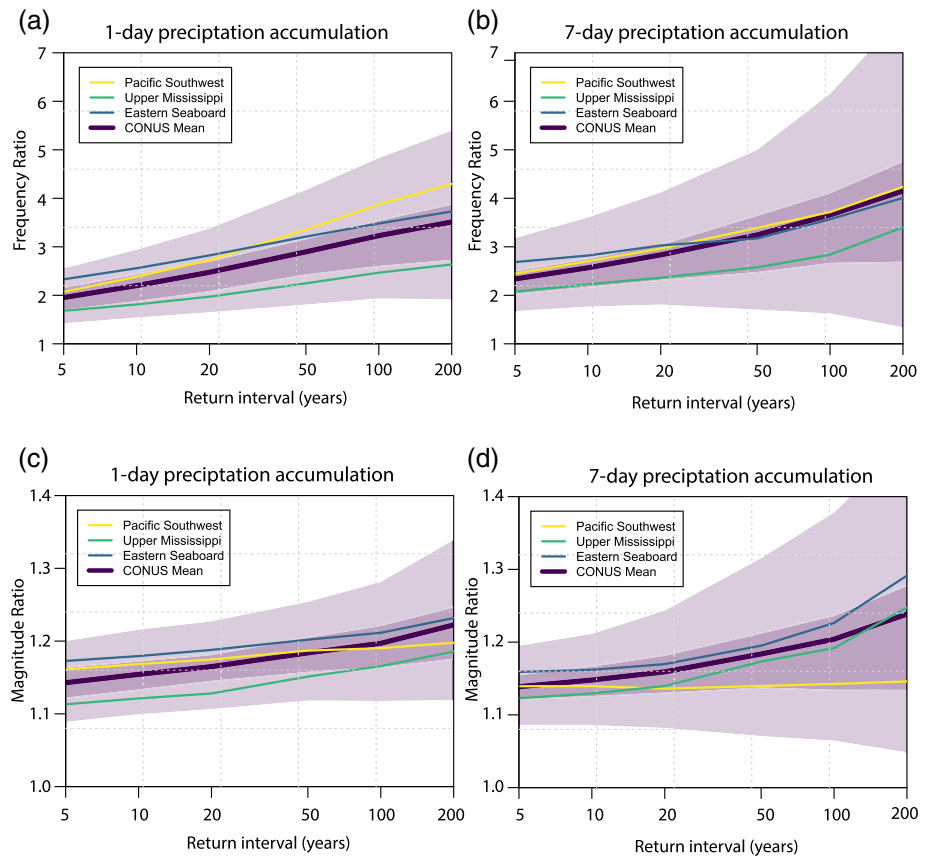 (a)
1-day preciptation accumulation
7
6
5
4
3
2
1
Frequency Ratio
Pacific Southwest
Upper Mississippi
Eastern Seaboard
CONUS Mean
5 10 20 50 100 200
Return interval (years)
(b)
7-day preciptation accumulation
7
6
5
4
3
2
1
Frequency Ratio
Pacific Southwest
Upper Mississippi
Eastern Seaboard
CONUS Mean
5 10 20 50 100 200
Return interval (years)
(c)
1-day preciptation accumulation
1.4
1.3
1.2
1.1
1.0
Magnitude Ratio
Pacific Southwest
Upper Mississippi
Eastern Seaboard
CONUS Mean
5 10 20 50 100 200
Return interval (years)
(d)
7-day preciptation accumulation
1.4
1.3
1.2
1.1
1.0
Magnitude Ratio
Pacific Southwest
Upper Mississippi
Eastern Seaboard
CONUS Mean
5 10 20 50 100 200
Return interval (years)